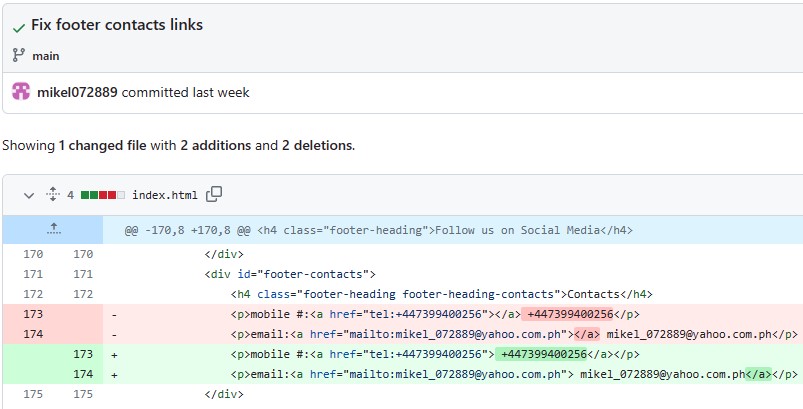 Fix footer contacts links
main
mikel072889 committed last week
Showing 1 changed file with 2 additions and 2 deletions.
4 index.html
@@ -170,8 +170,8 @@ <h4 class="footer-heading">Follow us on Social Media</h4>
170 170 </div>
171 171 <div id="footer-contacts">
172 172 <h4 class="footer-heading footer-heading-contacts">Contacts</h4>
173 - <p>mobile #:<a href="tel:+447399400256"></a> +447399400256</p>
174 - <p>email:<a href="mailto:mikel_072889@yahoo.com.ph"></a> mikel_072889@yahoo.com.ph</p>
173 + <p>mobile #:<a href="tel:+447399400256"> +447399400256</a></p>
174 + <p>email:<a href="mailto:mikel_072889@yahoo.com.ph"> mikel_072889@yahoo.com.ph</a></p>
175 175 </div>